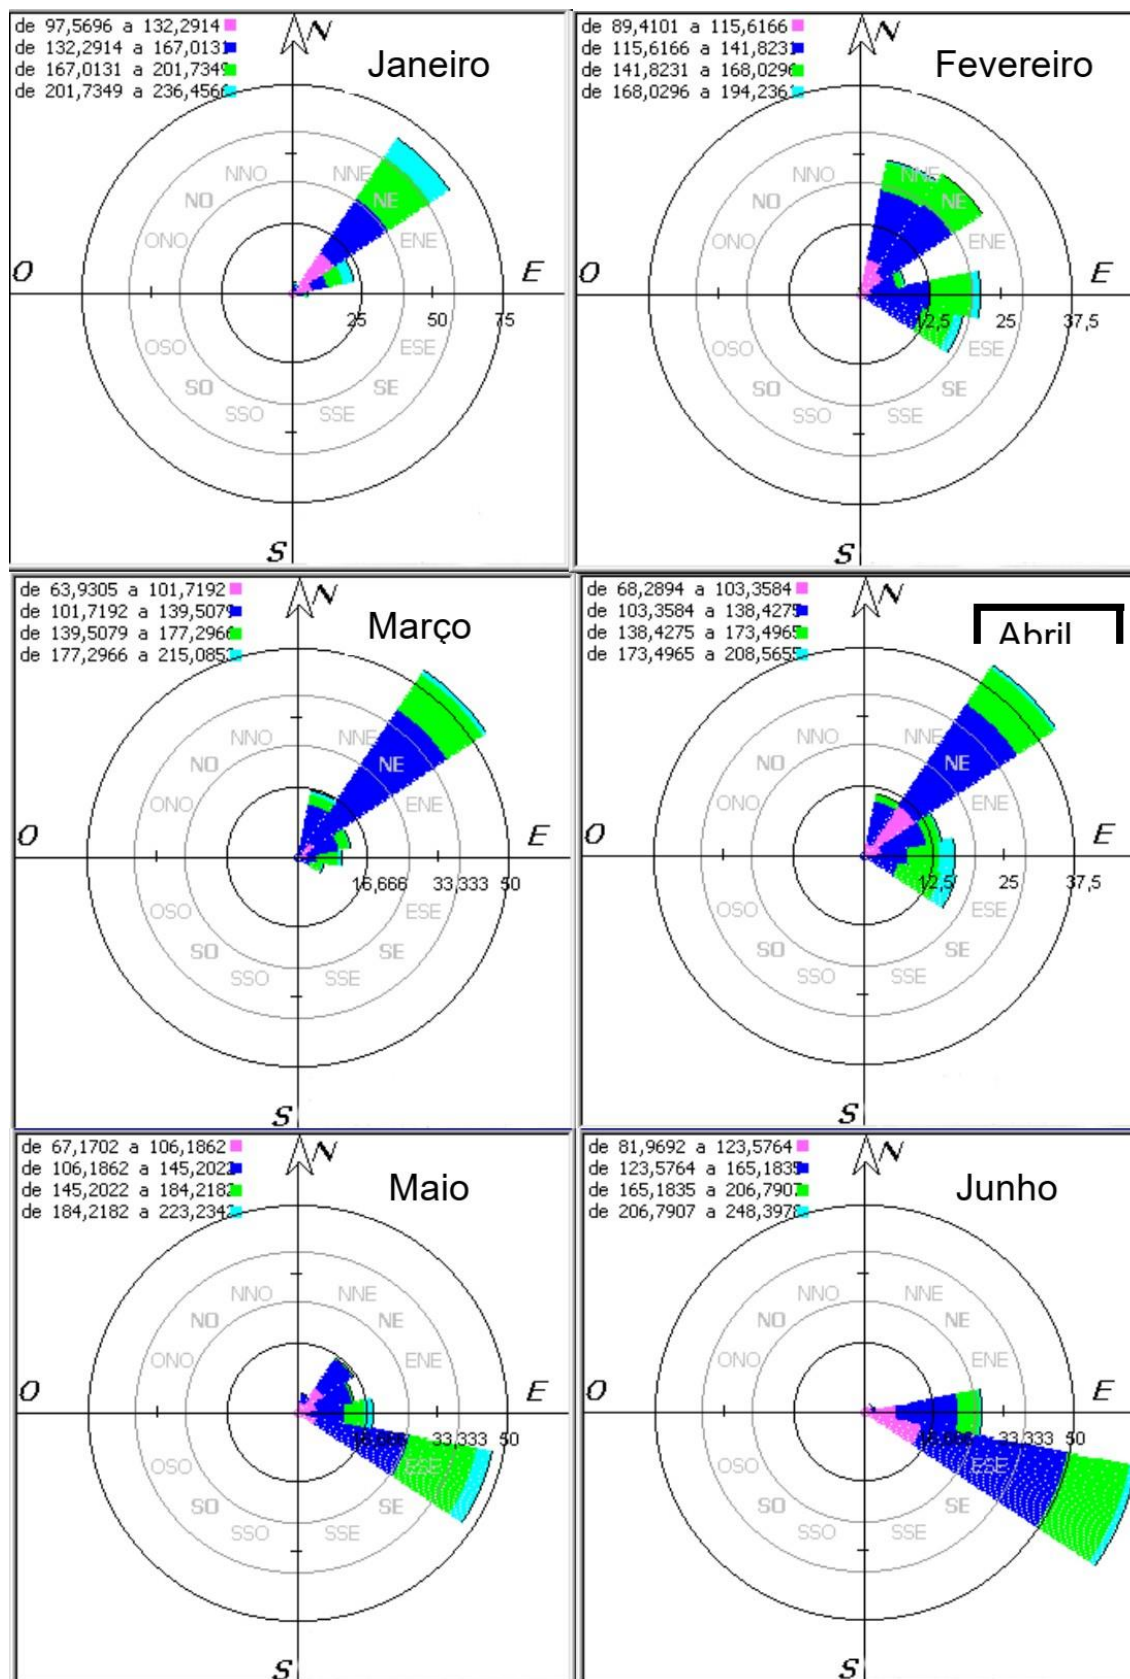 de 97,5696 a 132,2914
de 132,2914 a 167,0131
de 167,0131 a 201,7349
de 201,7349 a 236,4566
N
Janeiro
NNO
NNE
NO
NE
ONO
ENE
O
E
25
50
75
OSO
ESE
SO
SE
SSO
SSE
S
de 89,4101 a 115,6166
de 115,6166 a 141,8231
de 141,8231 a 168,0296
de 168,0296 a 194,2361
N
Fevereiro
NNO
NNE
NO
NE
ONO
ENE
O
E
12,5
25
37,5
OSO
ESE
SO
SE
SSO
SSE
S
de 63,9305 a 101,7192
de 101,7192 a 139,5079
de 139,5079 a 177,2966
de 177,2966 a 215,0853
N
Março
NNO
NNE
NO
NE
ONO
ENE
O
E
16,666
33,333
50
OSO
ESE
SO
SE
SSO
SSE
S
de 68,2894 a 103,3584
de 103,3584 a 138,4275
de 138,4275 a 173,4965
de 173,4965 a 208,5655
N
Abril
NNO
NNE
NO
NE
ONO
ENE
O
E
12,5
25
37,5
OSO
ESE
SO
SE
SSO
SSE
S
de 67,1702 a 106,1862
de 106,1862 a 145,2022
de 145,2022 a 184,2182
de 184,2182 a 223,2342
N
Maio
NNO
NNE
NO
NE
ONO
ENE
O
E
16,666
33,333
50
OSO
ESE
SO
SE
SSO
SSE
S
de 81,9692 a 123,5764
de 123,5764 a 165,1835
de 165,1835 a 206,7907
de 206,7907 a 248,3978
N
Junho
NNO
NNE
NO
NE
ONO
ENE
O
E
16,666
33,333
50
OSO
ESE
SO
SE
SSO
SSE
S